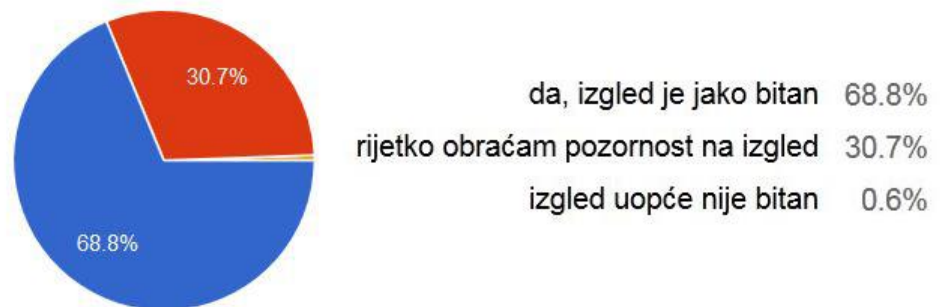 30.7%
68.8%
da, izgled je jako bitan 68.8%
rijetko obraćam pozornost na izgled 30.7%
izgled uopće nije bitan 0.6%